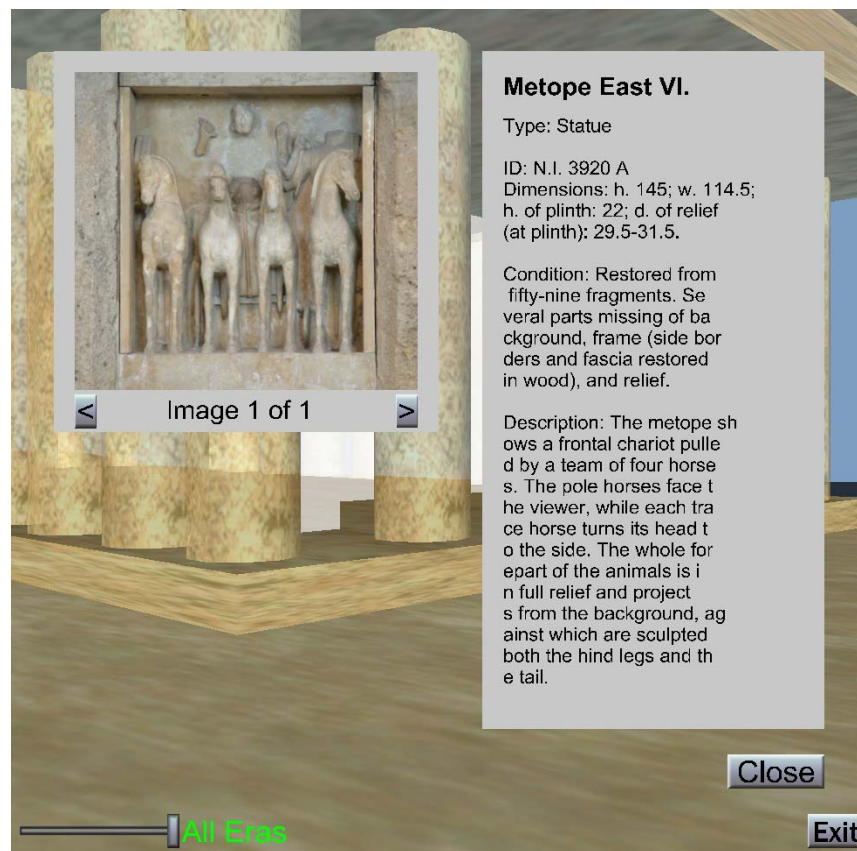 < Image 1 of 1 >
Metope East VI.
Type: Statue
ID: N.I. 3920 A
Dimensions: h. 145; w. 114.5;
h. of plinth: 22; d. of relief
(at plinth): 29.5-31.5.
Condition: Restored from
fifty-nine fragments. Se
veral parts missing of ba
ckground, frame (side bor
ders and fascia restored
in wood), and relief.
Description: The metope sh
ows a frontal chariot pulle
d by a team of four horse
s. The pole horses face t
he viewer, while each tra
ce horse turns its head t
o the side. The whole for
epart of the animals is i
n full relief and project
s from the background, ag
ainst which are sculpted
both the hind legs and th
e tail.
Close
All Eras
Exit